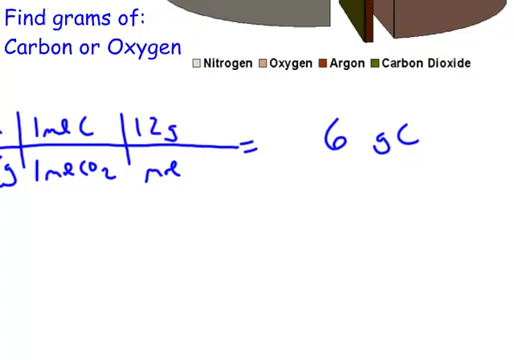 Find grams of:
Carbon or Oxygen
Nitrogen Oxygen Argon Carbon Dioxide
1 mol C 12 g = 6 g C
g 1 mol CO2 mol